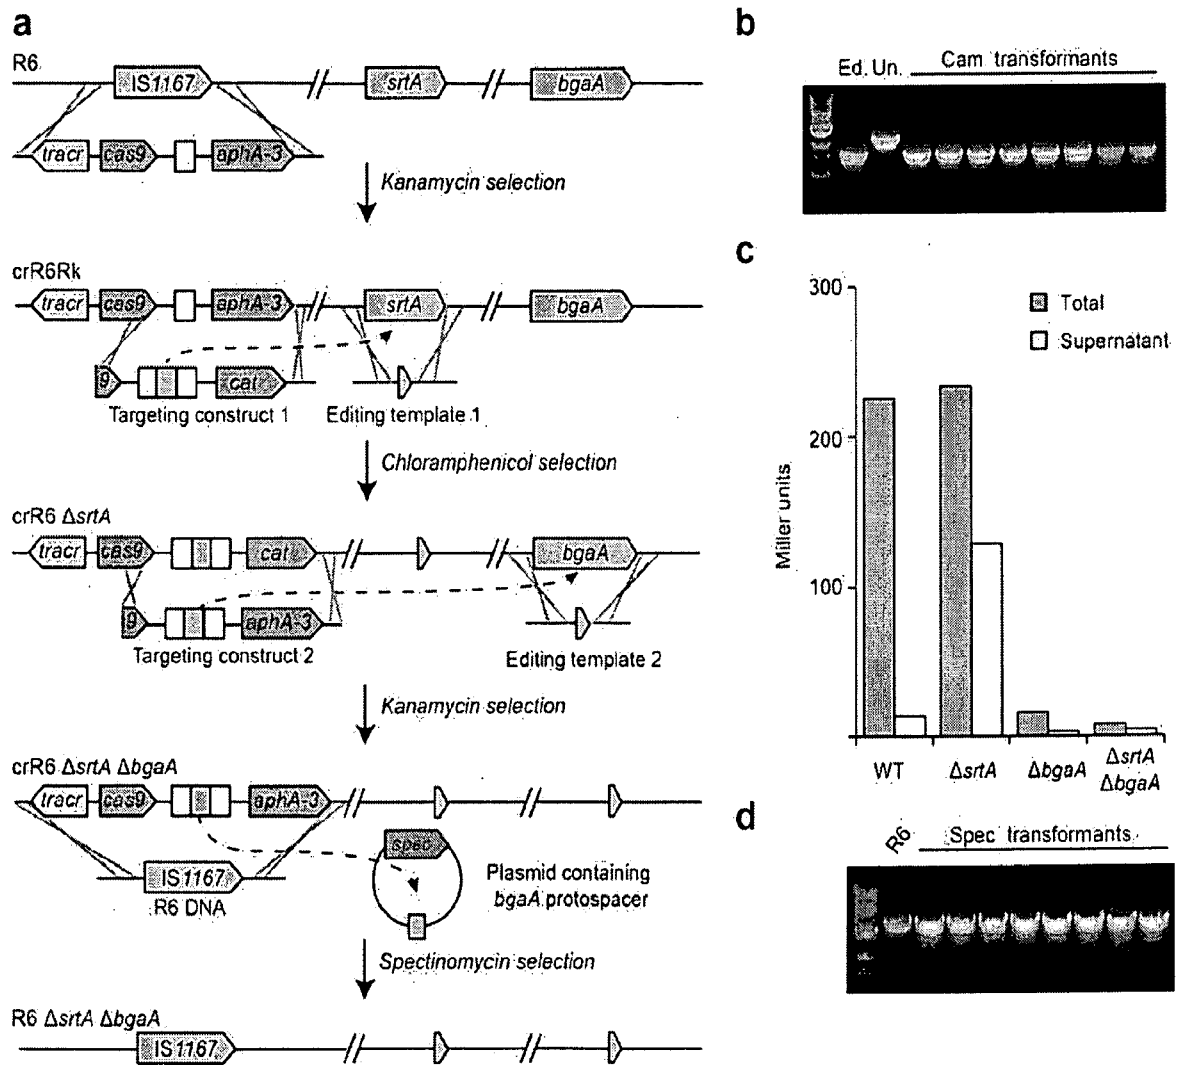 a
R6
IS1167
srtA
bgaA
tracr
cas9
aphA-3
Kanamycin selection
crR6Rk
tracr
cas9
aphA-3
srtA
bgaA
9
cat
Targeting construct 1
Editing template 1
Chloramphenicol selection
crR6 ΔsrtA
tracr
cas9
cat
bgaA
9
aphA-3
Targeting construct 2
Editing template 2
Kanamycin selection
crR6 ΔsrtA ΔbgaA
tracr
cas9
aphA-3
spec
IS1167
R6 DNA
Plasmid containing
bgaA protospacer
Spectinomycin selection
R6 ΔsrtA ΔbgaA
IS1167
b
Ed. Un. Cam transformants
c
300
200
100
Miller units
Total
Supernatant
WT
ΔsrtA
ΔbgaA
ΔsrtA
ΔbgaA
d
R6
Spec transformants